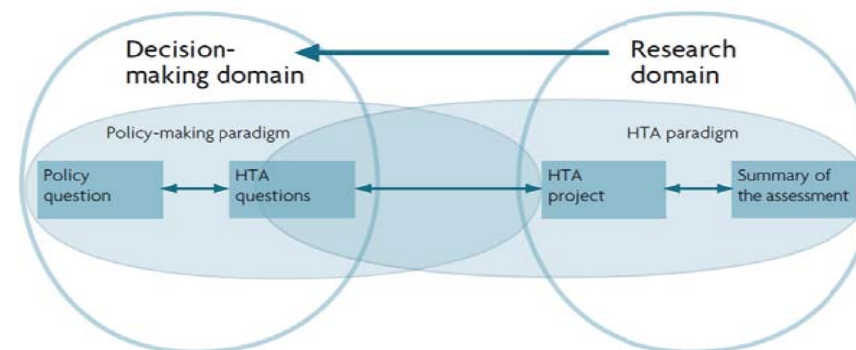 Decision-
making domain
Research
domain
Policy-making paradigm
HTA paradigm
Policy
question
HTA
questions
HTA
project
Summary of
the assessment